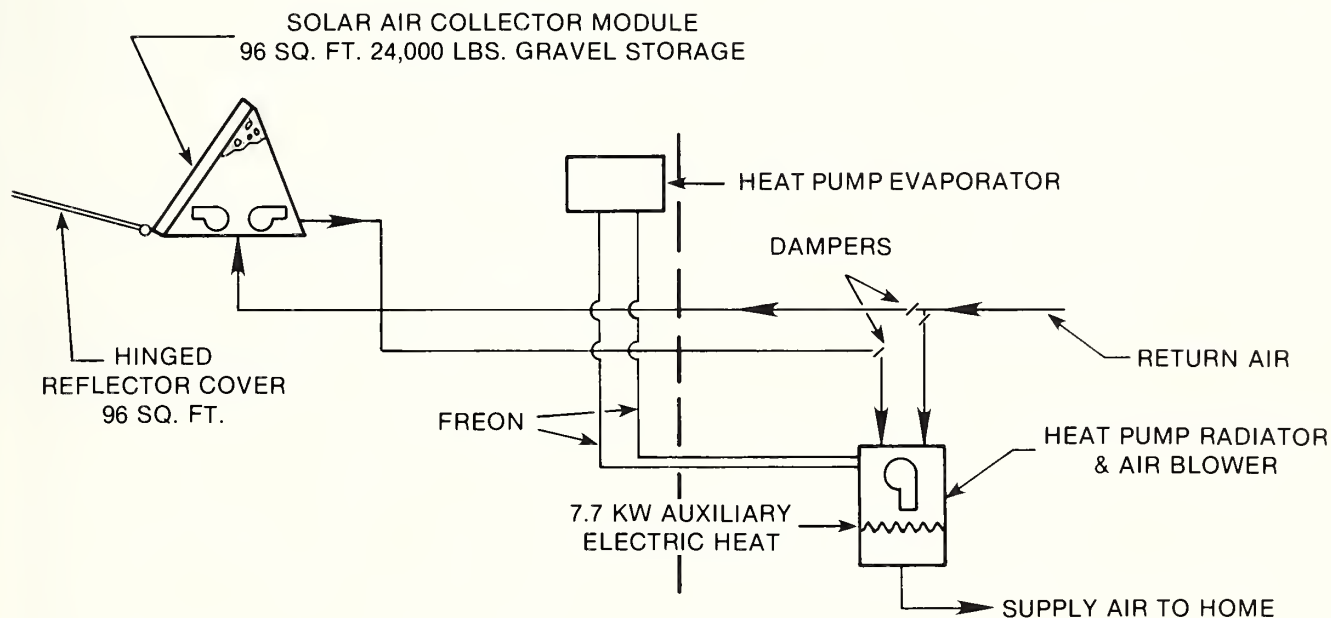 SOLAR AIR COLLECTOR MODULE
96 SQ. FT. 24,000 LBS. GRAVEL STORAGE
HEAT PUMP EVAPORATOR
DAMPERS
HINGED
REFLECTOR COVER
96 SQ. FT.
RETURN AIR
FREON
HEAT PUMP RADIATOR
& AIR BLOWER
7.7 KW AUXILIARY
ELECTRIC HEAT
SUPPLY AIR TO HOME